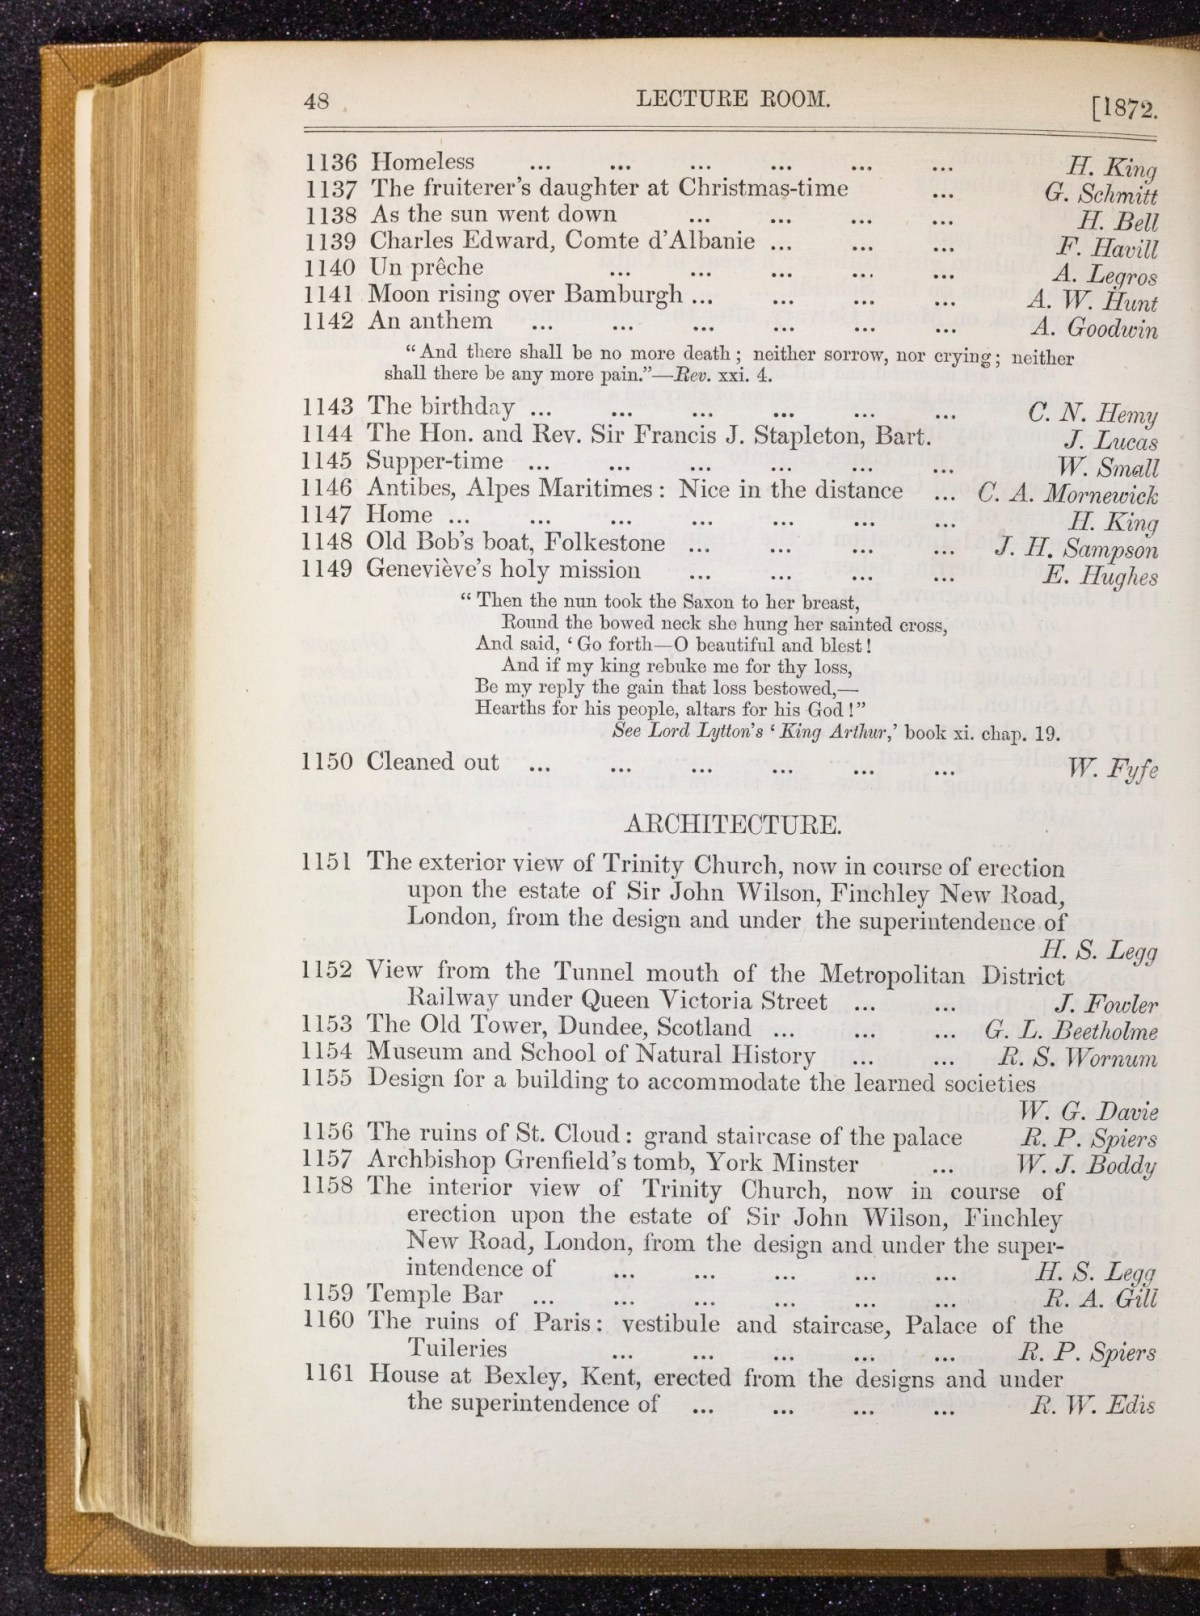 48 LECTURE ROOM. [1872.
1136 Homeless ... ... ... ... ... ... H. King
1137 The fruiterer's daughter at Christmas-time ... G. Schmitt
1138 As the sun went down ... ... ... ... H. Bell
1139 Charles Edward, Comte d'Albanie ... ... ... F. Havill
1140 Un prêche ... ... ... ... ... A. Legros
1141 Moon rising over Bamburgh ... ... ... ... A. W. Hunt
1142 An anthem ... ... ... ... ... ... A. Goodwin
"And there shall be no more death; neither sorrow, nor crying; neither
shall there be any more pain."—Rev. xxi. 4.
1143 The birthday ... ... ... ... ... ... C. N. Hemy
1144 The Hon. and Rev. Sir Francis J. Stapleton, Bart. J. Lucas
1145 Supper-time ... ... ... ... ... ... W. Small
1146 Antibes, Alpes Maritimes: Nice in the distance ... C. A. Mornewick
1147 Home ... ... ... ... ... ... ... H. King
1148 Old Bob's boat, Folkestone ... ... ... ... J. H. Sampson
1149 Geneviève's holy mission ... ... ... ... E. Hughes
"Then the nun took the Saxon to her breast,
Round the bowed neck she hung her sainted cross,
And said, 'Go forth—O beautiful and blest!
And if my king rebuke me for thy loss,
Be my reply the gain that loss bestowed,—
Hearths for his people, altars for his God!"
See Lord Lytton's 'King Arthur,' book xi. chap. 19.
1150 Cleaned out ... ... ... ... ... ... W. Fyfe
ARCHITECTURE.
1151 The exterior view of Trinity Church, now in course of erection
upon the estate of Sir John Wilson, Finchley New Road,
London, from the design and under the superintendence of
H. S. Legg
1152 View from the Tunnel mouth of the Metropolitan District
Railway under Queen Victoria Street ... ... J. Fowler
1153 The Old Tower, Dundee, Scotland ... ... ... G. L. Beetholme
1154 Museum and School of Natural History ... ... R. S. Wornum
1155 Design for a building to accommodate the learned societies
W. G. Davie
1156 The ruins of St. Cloud: grand staircase of the palace R. P. Spiers
1157 Archbishop Grenfield's tomb, York Minster ... W. J. Boddy
1158 The interior view of Trinity Church, now in course of
erection upon the estate of Sir John Wilson, Finchley
New Road, London, from the design and under the super-
intendence of ... ... ... ... ... H. S. Legg
1159 Temple Bar ... ... ... ... ... ... R. A. Gill
1160 The ruins of Paris: vestibule and staircase, Palace of the
Tuileries ... ... ... ... ... R. P. Spiers
1161 House at Bexley, Kent, erected from the designs and under
the superintendence of ... ... ... ... R. W. Edis